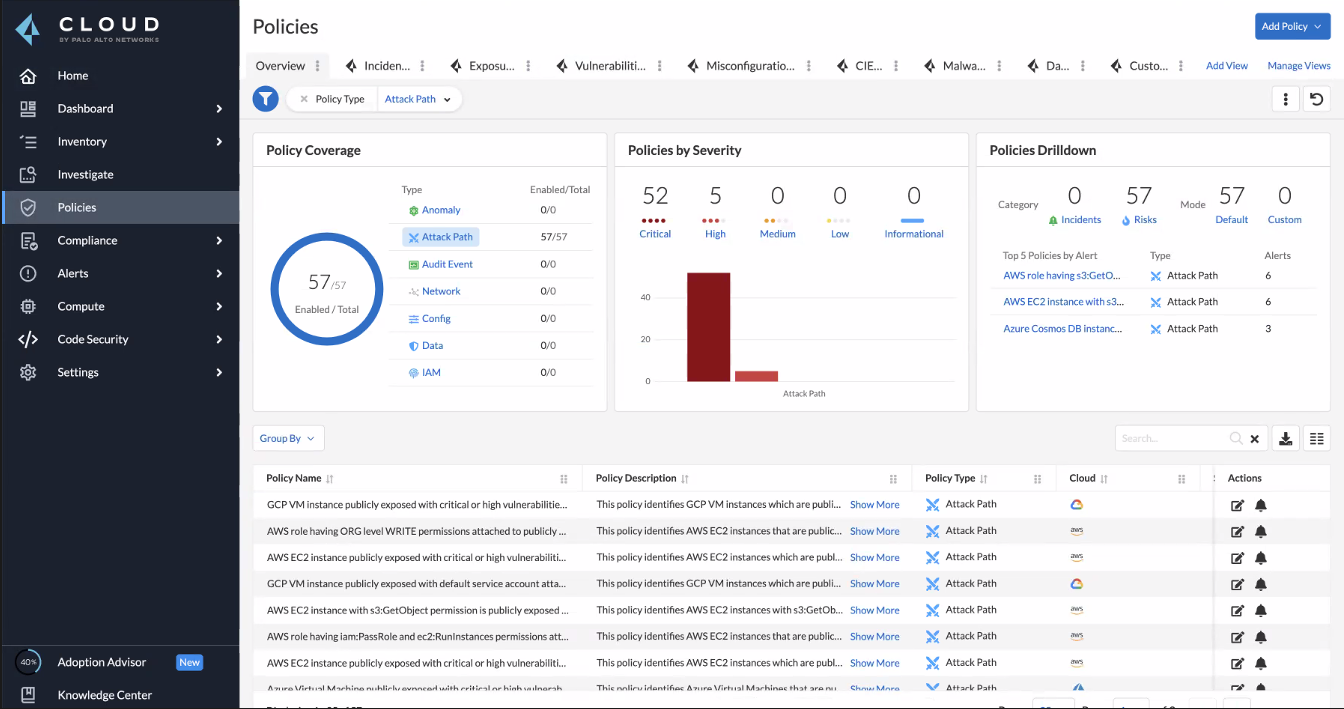 CLOUD
BY PALO ALTO NETWORKS
Home
Dashboard
Inventory
Investigate
Policies
Compliance
Alerts
Compute
Code Security
Settings
40%
Adoption Advisor New
Knowledge Center
Policies
Add Policy
Overview Inciden... Exposu... Vulnerabiliti... Misconfiguratio... CIE... Malwa... Da... Custo... Add View Manage Views
Policy Type Attack Path
Policy Coverage
57/57
Enabled / Total
Type Enabled/Total
Anomaly 0/0
Attack Path 57/57
Audit Event 0/0
Network 0/0
Config 0/0
Data 0/0
IAM 0/0
Policies by Severity
52 5 0 0 0
Critical High Medium Low Informational
40
20
0
Attack Path
Policies Drilldown
Category 0 57 Mode 57 0
Incidents Risks Default Custom
Top 5 Policies by Alert Type Alerts
AWS role having s3:GetO... Attack Path 6
AWS EC2 instance with s3... Attack Path 6
Azure Cosmos DB instanc... Attack Path 3
Group By
Search...
Policy Name Policy Description Policy Type Cloud Actions
GCP VM instance publicly exposed with critical or high vulnerabilitie... This policy identifies GCP VM instances which are publi... Show More Attack Path
AWS role having ORG level WRITE permissions attached to publicly ... This policy identifies AWS EC2 instances that are public... Show More Attack Path aws
AWS EC2 instance publicly exposed with critical or high vulnerabiliti... This policy identifies AWS EC2 instances which are publ... Show More Attack Path aws
GCP VM instance publicly exposed with default service account atta... This policy identifies GCP VM instances which are publi... Show More Attack Path
AWS EC2 instance with s3:GetObject permission is publicly exposed ... This policy identifies AWS EC2 instances with s3:GetOb... Show More Attack Path aws
AWS role having iam:PassRole and ec2:RunInstances permissions att... This policy identifies AWS EC2 instances that are public... Show More Attack Path aws
AWS EC2 instance publicly exposed with critical or high vulnerabiliti... This policy identifies AWS EC2 instances which are publ... Show More Attack Path aws
Azure Virtual Machine publicly exposed with critical or high vulnerab... This policy identifies Azure Virtual Machines that are pu... Show More Attack Path